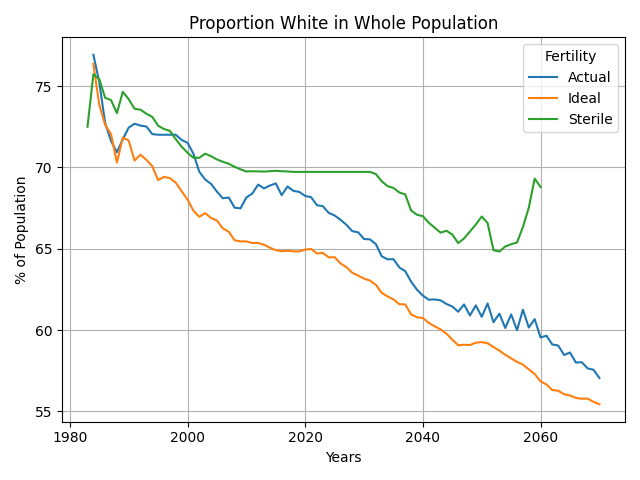 Proportion White in Whole Population
Fertility
Actual
Ideal
Sterile
% of Population
75
70
65
60
55
1980
2000
2020
2040
2060
Years